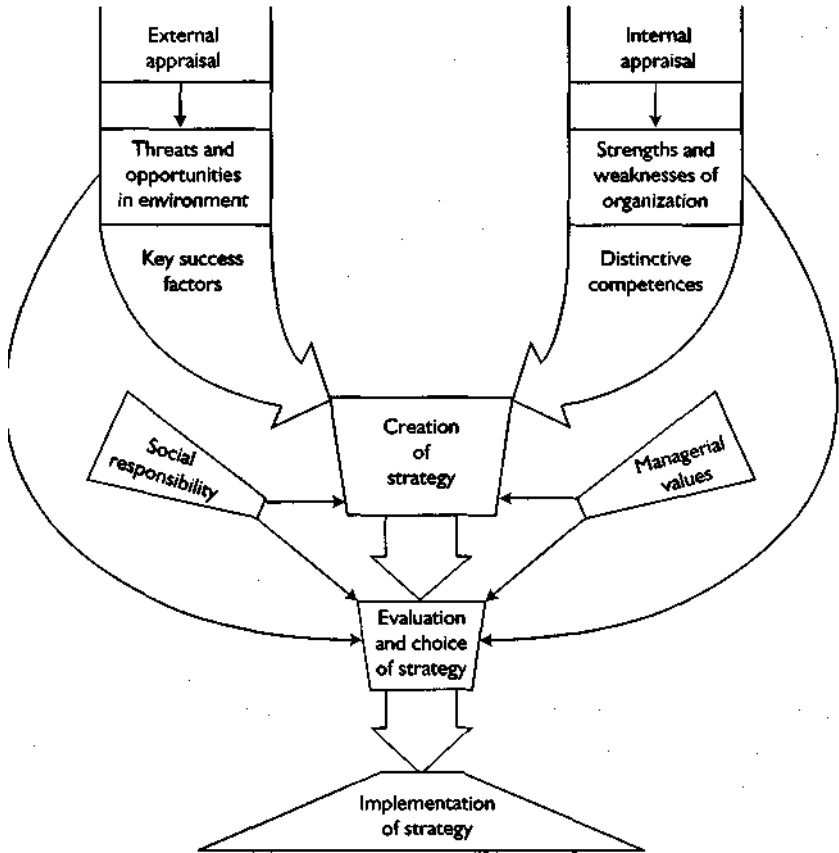 External
appraisal
Internal
appraisal
Threats and
opportunities
in environment
Strengths and
weaknesses of
organization
Key success
factors
Distinctive
competences
Creation
of
strategy
Social
responsibility
Managerial
values
Evaluation
and choice
of strategy
Implementation
of strategy